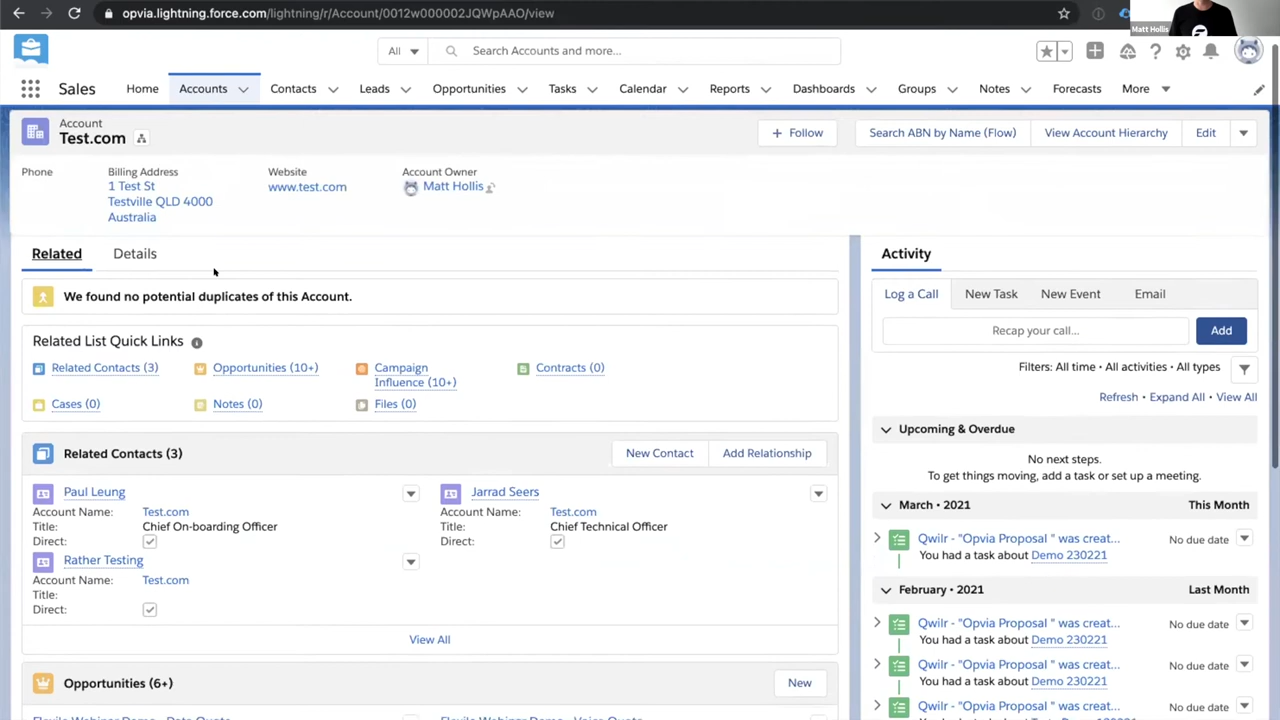 opvia.lightning.force.com/lightning/r/Account/0012w000002JQWpAAO/view
Matt Hollis
All
Search Accounts and more...
Sales
Home
Accounts
Contacts
Leads
Opportunities
Tasks
Calendar
Reports
Dashboards
Groups
Notes
Forecasts
More
Account
Test.com
+ Follow
Search ABN by Name (Flow)
View Account Hierarchy
Edit
Phone
Billing Address
1 Test St
Testville QLD 4000
Australia
Website
www.test.com
Account Owner
Matt Hollis
Related
Details
We found no potential duplicates of this Account.
Related List Quick Links
Related Contacts (3)
Opportunities (10+)
Campaign
Influence (10+)
Contracts (0)
Cases (0)
Notes (0)
Files (0)
Related Contacts (3)
New Contact
Add Relationship
Paul Leung
Account Name: Test.com
Title: Chief On-boarding Officer
Direct:
Jarrad Seers
Account Name: Test.com
Title: Chief Technical Officer
Direct:
Rather Testing
Account Name: Test.com
Title:
Direct:
View All
Opportunities (6+)
New
Activity
Log a Call
New Task
New Event
Email
Recap your call...
Add
Filters: All time • All activities • All types
Refresh • Expand All • View All
Upcoming & Overdue
No next steps.
To get things moving, add a task or set up a meeting.
March • 2021
This Month
Qwilr - "Opvia Proposal " was creat...
No due date
You had a task about Demo 230221
February • 2021
Last Month
Qwilr - "Opvia Proposal " was creat...
No due date
You had a task about Demo 230221
Qwilr - "Opvia Proposal " was creat...
No due date
You had a task about Demo 230221
Qwilr - "Opvia Proposal " was creat...
No due date